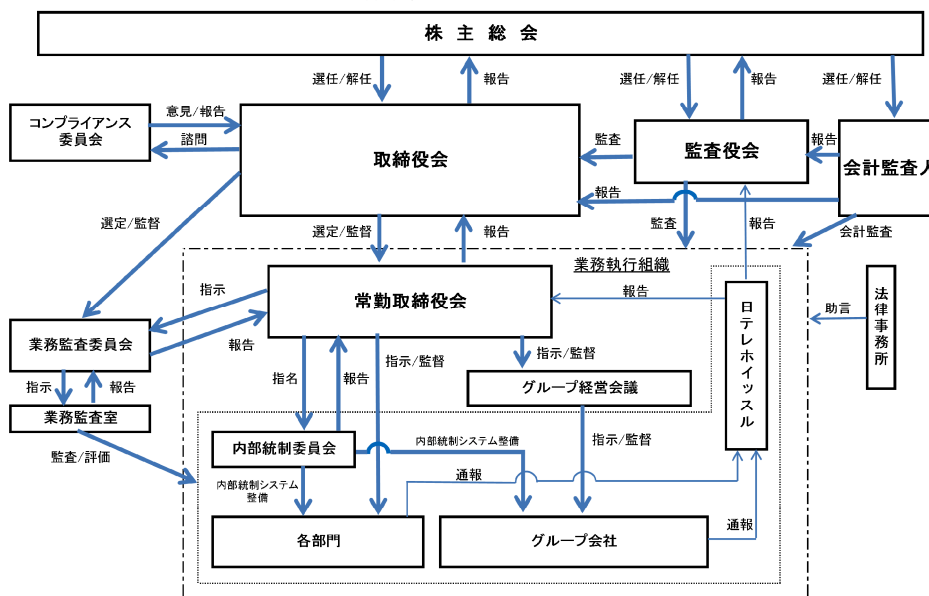 株主総会
選任/解任
報告
選任/解任
報告
選任/解任
コンプライアンス
委員会
意見/報告
諮問
取締役会
監査
監査役会
報告
会計監査人
報告
選定/監督
選定/監督
報告
監査
報告
会計監査
業務執行組織
指示
常勤取締役会
報告
日テレホイッスル
助言
法律事務所
業務監査委員会
報告
指示
報告
指名
報告
指示/監督
指示/監督
グループ経営会議
業務監査室
監査/評価
内部統制委員会
内部統制システム整備
指示/監督
内部統制システム
整備
通報
各部門
グループ会社
通報